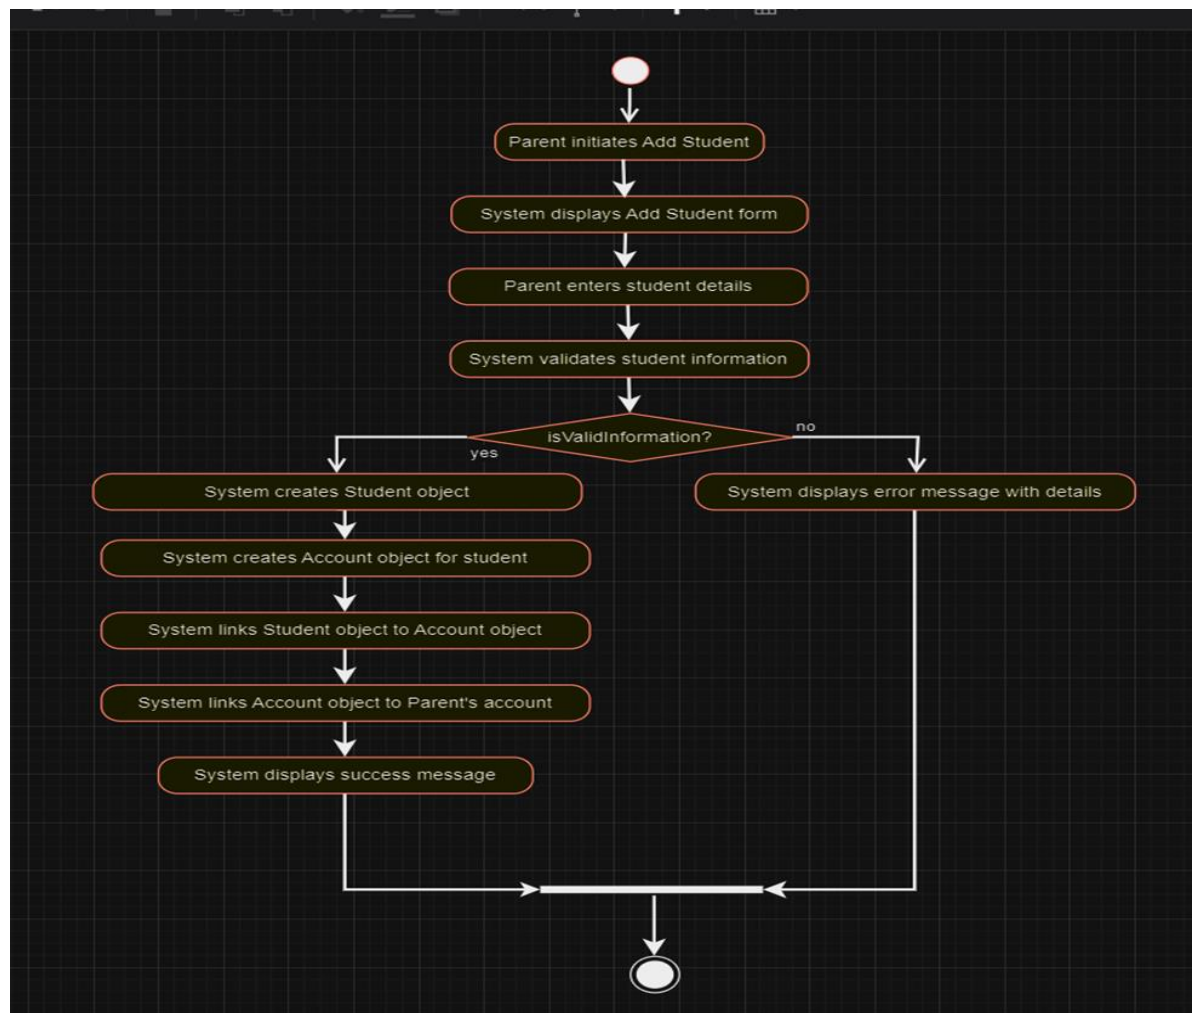 Parent initiates Add Student
System displays Add Student form
Parent enters student details
System validates student information
isValidInformation?
no
yes
System creates Student object
System displays error message with details
System creates Account object for student
System links Student object to Account object
System links Account object to Parent's account
System displays success message